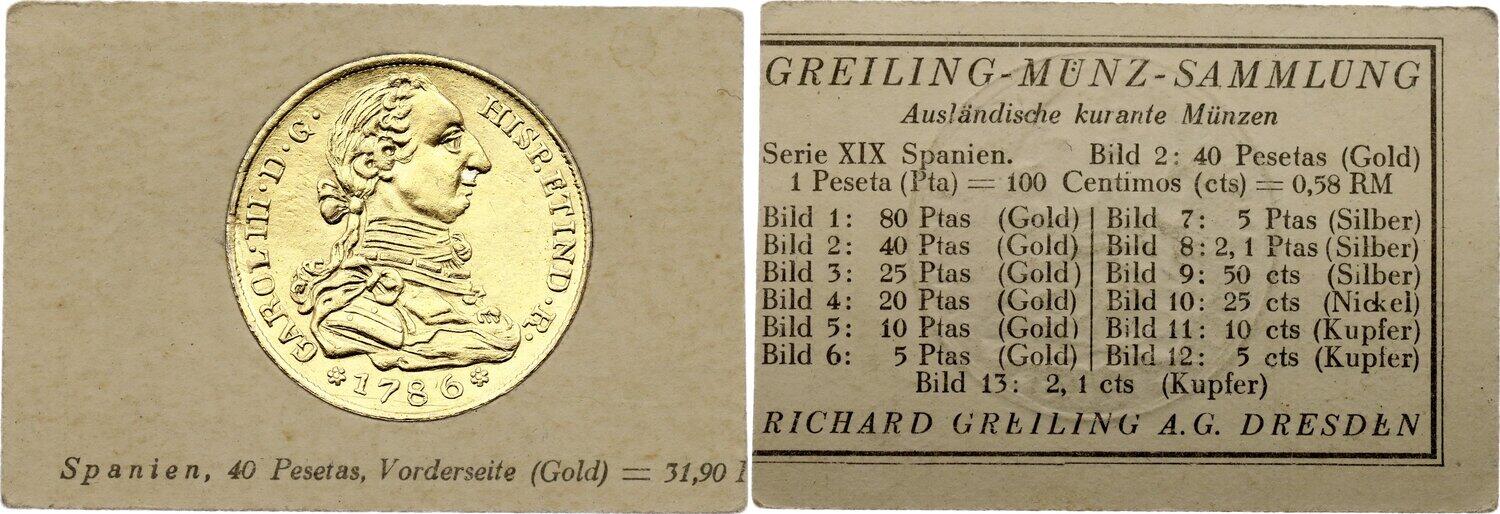 CAROL·III·D·G· HISP·ET IND·R·
1786
Spanien, 40 Pesetas, Vorderseite (Gold) = 31,90
GREILING-MÜNZ-SAMMLUNG
Ausländische kurante Münzen
Serie XIX Spanien. Bild 2: 40 Pesetas (Gold)
1 Peseta (Pta) = 100 Centimos (cts) = 0,58 RM
Bild 1: 80 Ptas (Gold) | Bild 7: 5 Ptas (Silber)
Bild 2: 40 Ptas (Gold) | Bild 8: 2, 1 Ptas (Silber)
Bild 3: 25 Ptas (Gold) | Bild 9: 50 cts (Silber)
Bild 4: 20 Ptas (Gold) | Bild 10: 25 cts (Nickel)
Bild 5: 10 Ptas (Gold) | Bild 11: 10 cts (Kupfer)
Bild 6: 5 Ptas (Gold) | Bild 12: 5 cts (Kupfer)
Bild 13: 2, 1 cts (Kupfer)
RICHARD GREILING A.G. DRESDEN